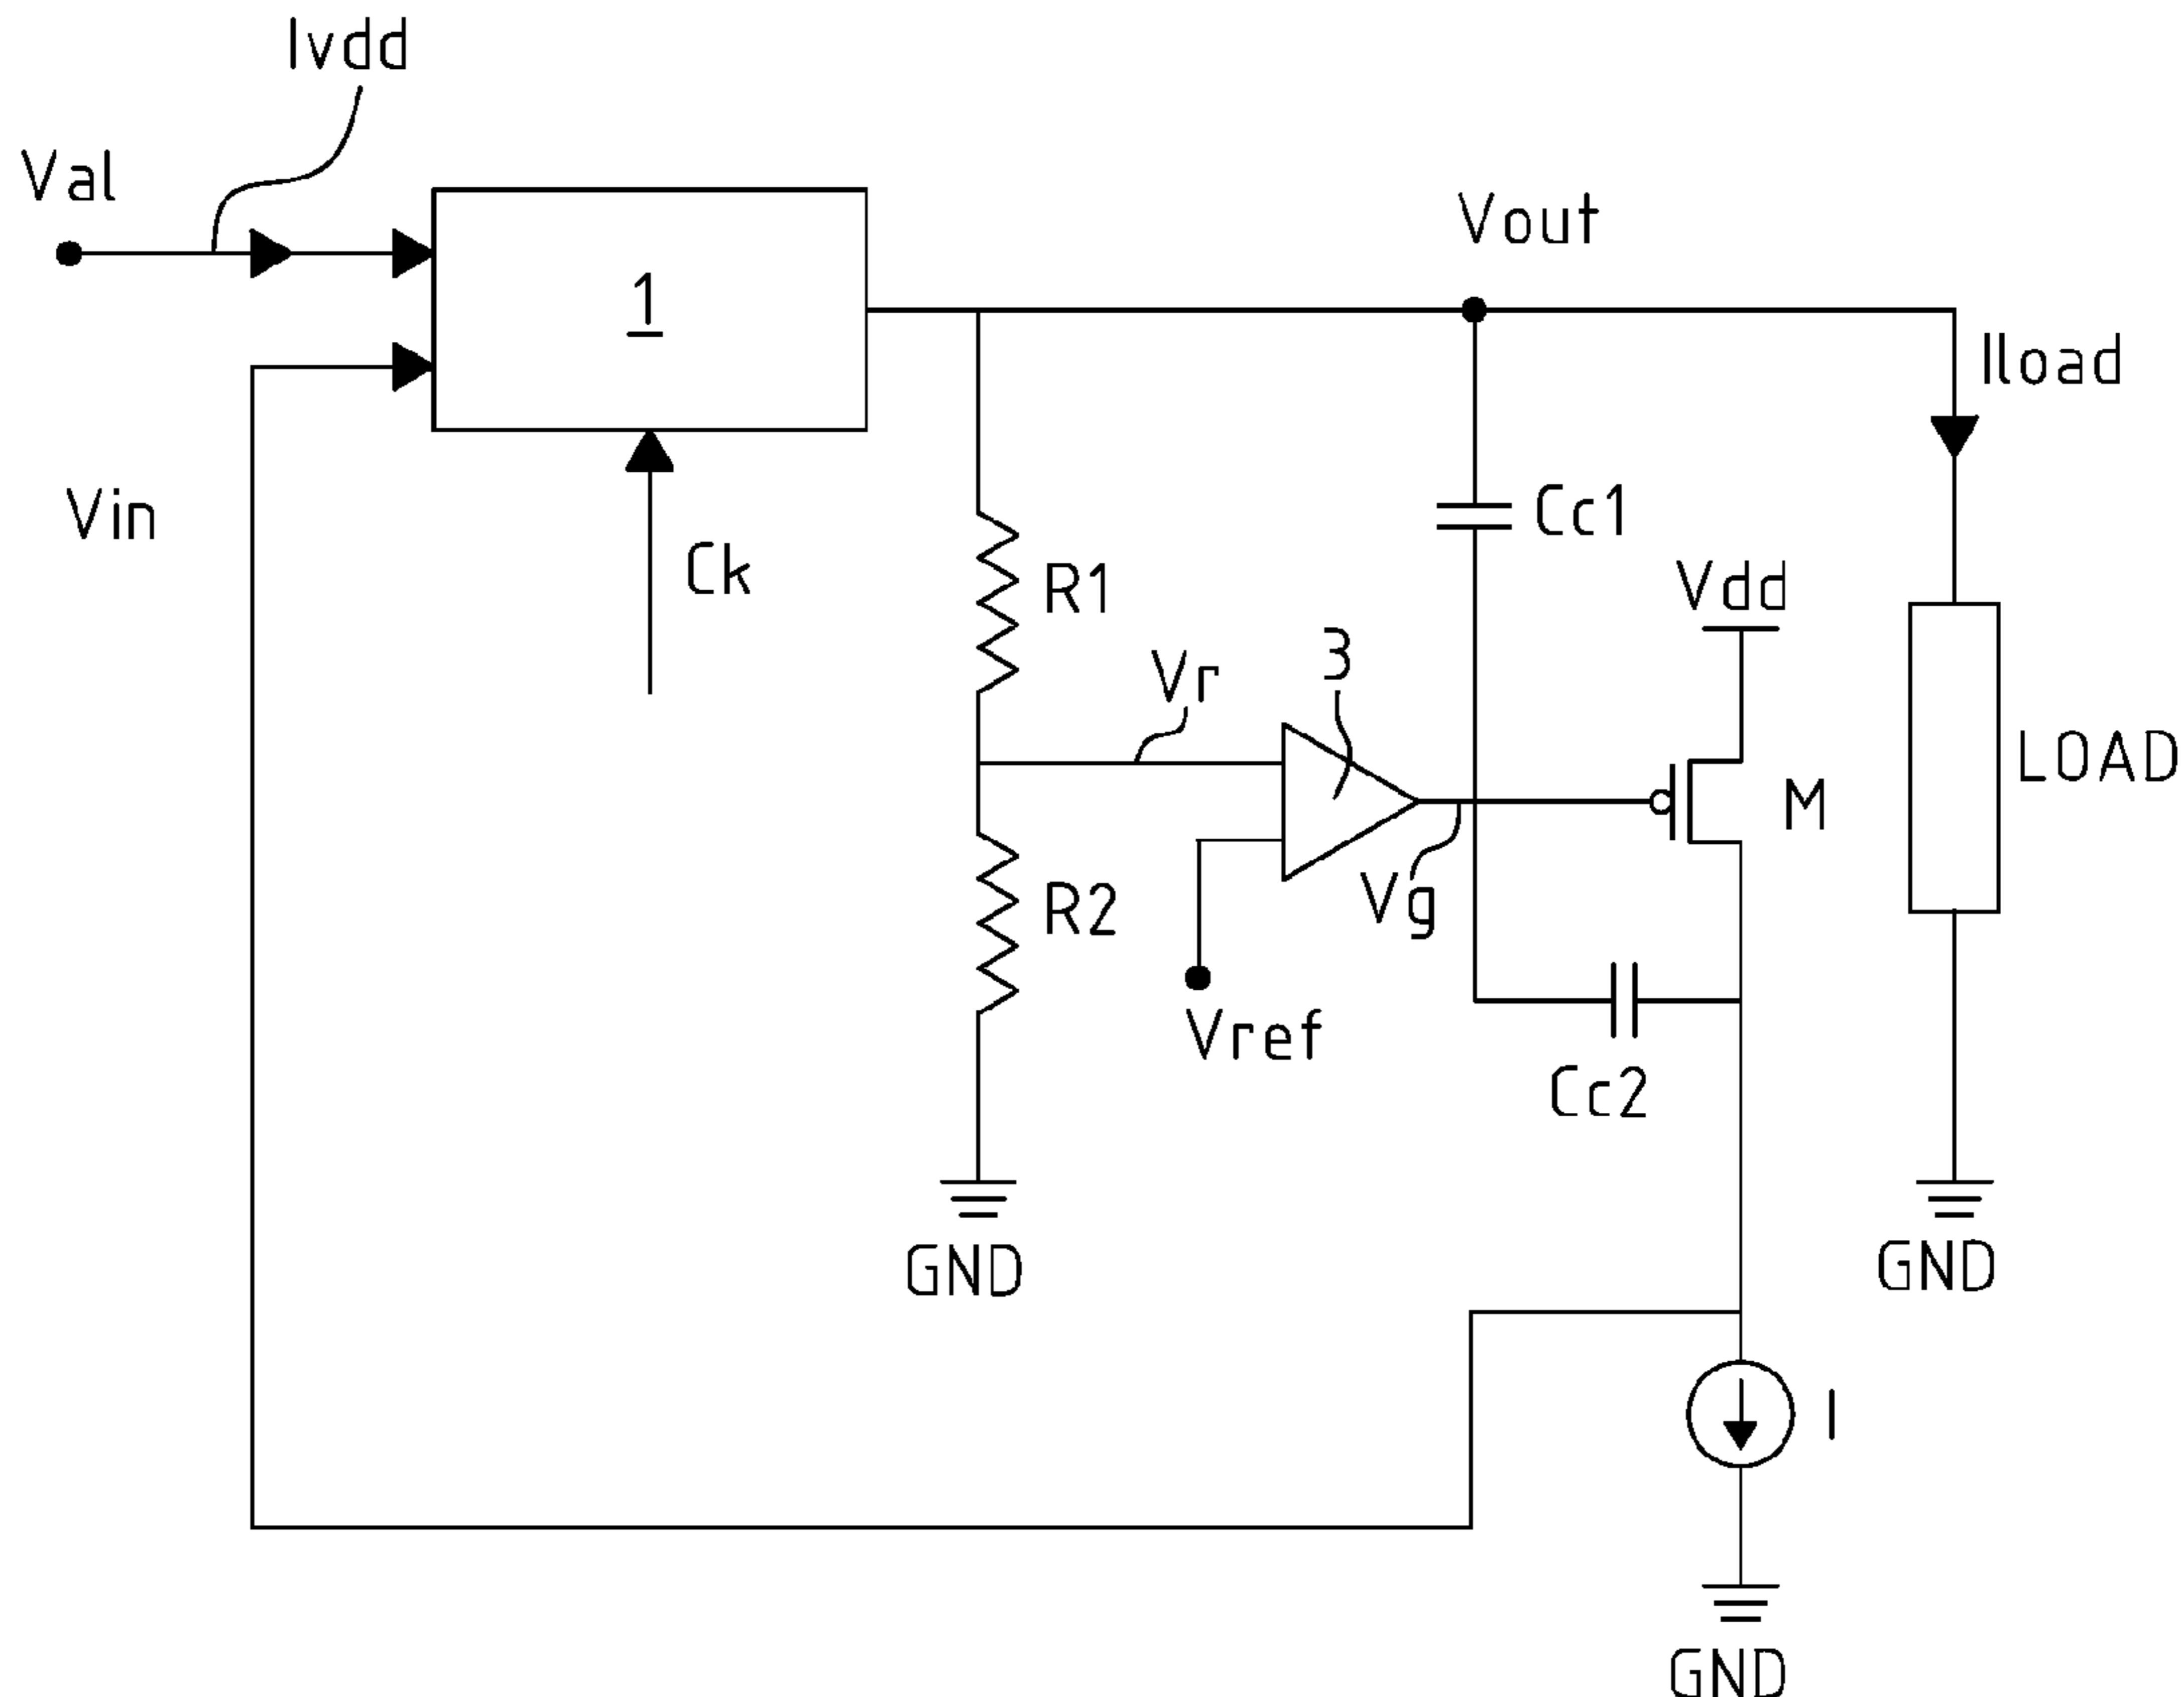 Ivdd
Val
1
Vout
Iload
Vin
Ck
Cc1
R1
Vdd
Vr
3
LOAD
M
R2
Vg
Vref
Cc2
GND
GND
I
GND